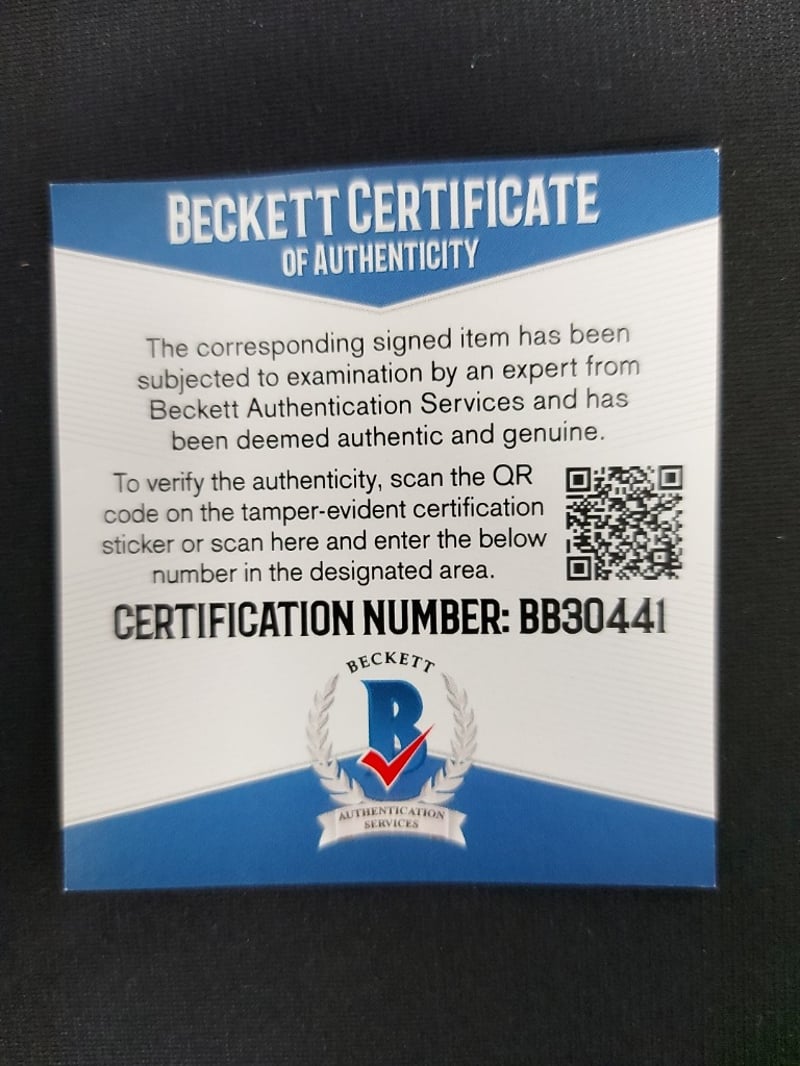 BECKETT CERTIFICATE
OF AUTHENTICITY
The corresponding signed item has been
subjected to examination by an expert from
Beckett Authentication Services and has
been deemed authentic and genuine.
To verify the authenticity, scan the QR
code on the tamper-evident certification
sticker or scan here and enter the below
number in the designated area.
CERTIFICATION NUMBER: BB30441
BECKETT
B
AUTHENTICATION
SERVICES